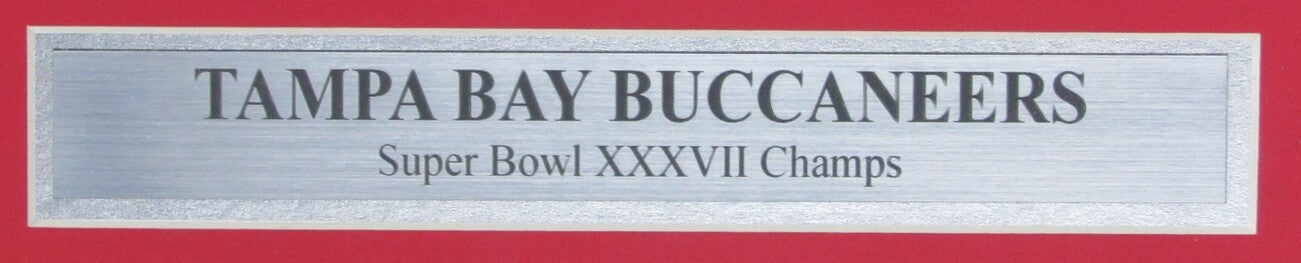 TAMPA BAY BUCCANEERS
Super Bowl XXXVII Champs